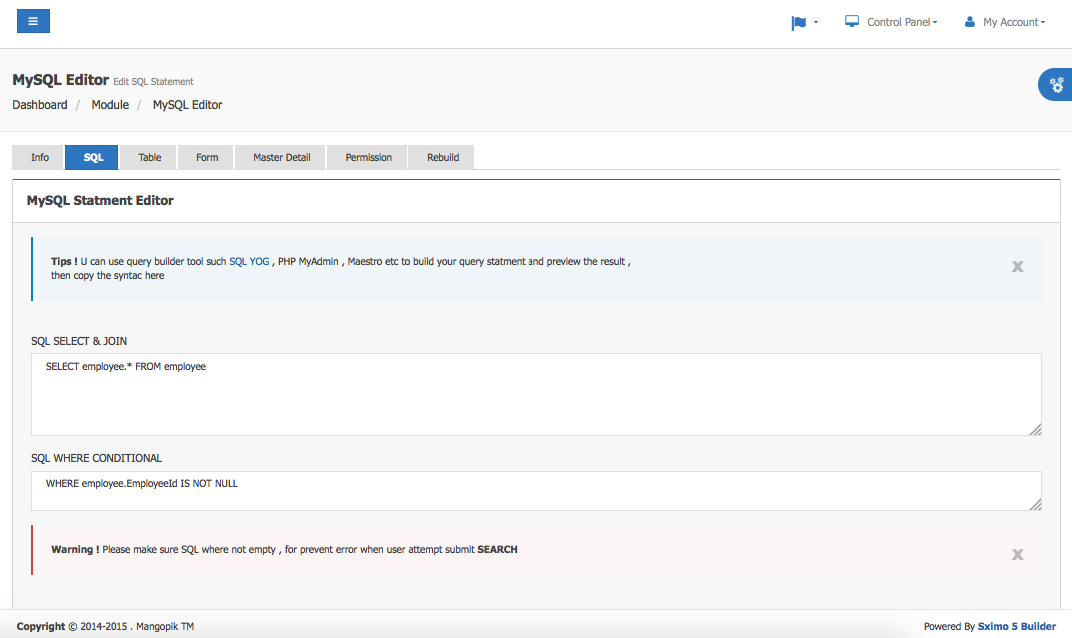 Control Panel
My Account
MySQL Editor Edit SQL Statement
Dashboard / Module / MySQL Editor
Info
SQL
Table
Form
Master Detail
Permission
Rebuild
MySQL Statment Editor
Tips ! U can use query builder tool such SQL YOG , PHP MyAdmin , Maestro etc to build your query statment and preview the result ,
then copy the syntac here
x
SQL SELECT & JOIN
SELECT employee.* FROM employee
SQL WHERE CONDITIONAL
WHERE employee.EmployeeId IS NOT NULL
Warning ! Please make sure SQL where not empty , for prevent error when user attempt submit SEARCH
x
Copyright © 2014-2015 . Mangopik TM
Powered By Sximo 5 Builder